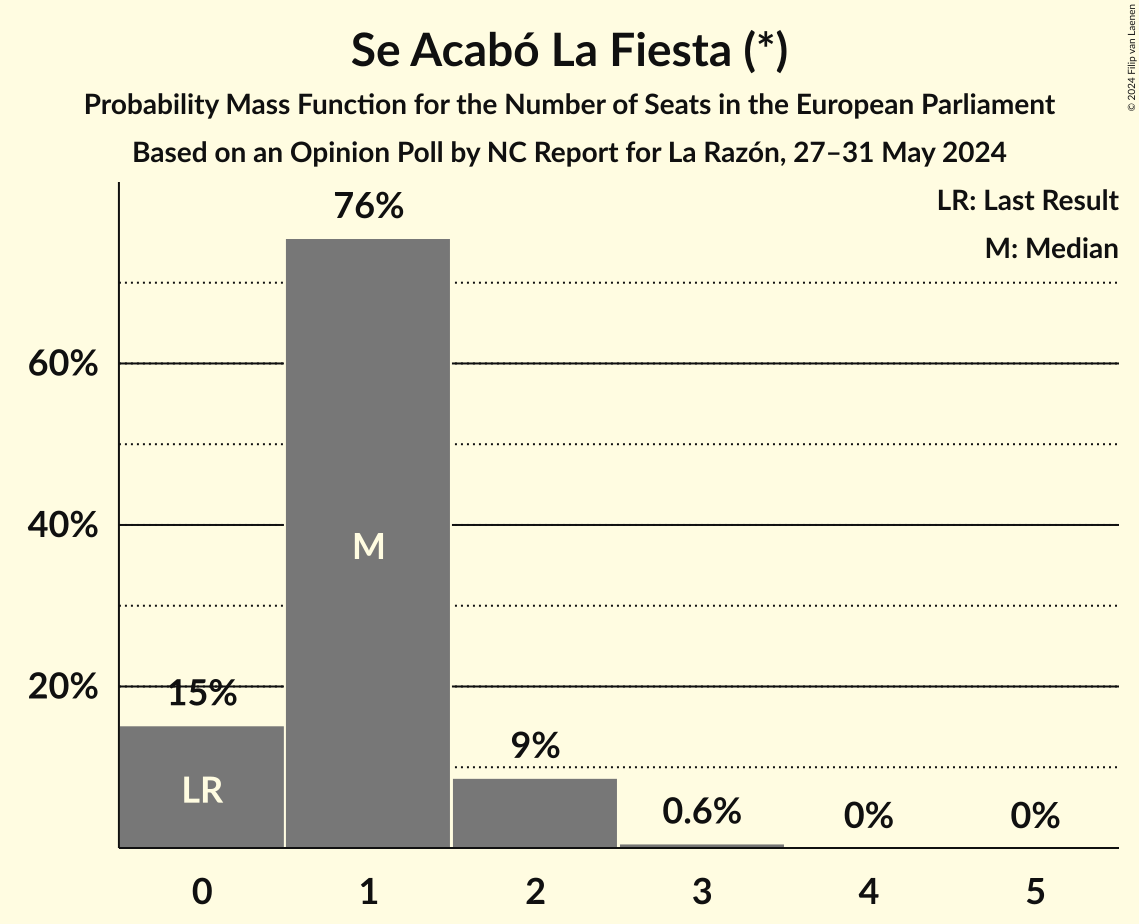 Se Acabó La Fiesta (*)
Probability Mass Function for the Number of Seats in the European Parliament
Based on an Opinion Poll by NC Report for La Razón, 27–31 May 2024
© 2024 Filip van Laenen
LR: Last Result
M: Median
76%
60%
40%
M
20%
15%
9%
LR
0.6%
0%
0%
0 1 2 3 4 5